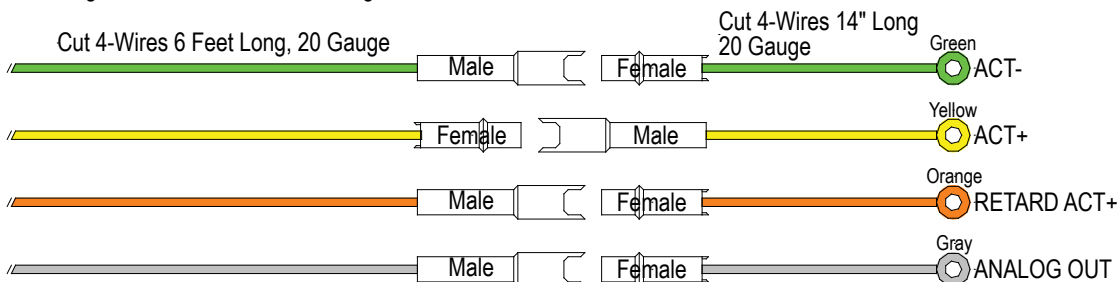 Cut 4-Wires 6 Feet Long, 20 Gauge
Cut 4-Wires 14" Long
20 Gauge
Male Female Green ACT-
Female Male Yellow ACT+
Male Female Orange RETARD ACT+
Male Female Gray ANALOG OUT